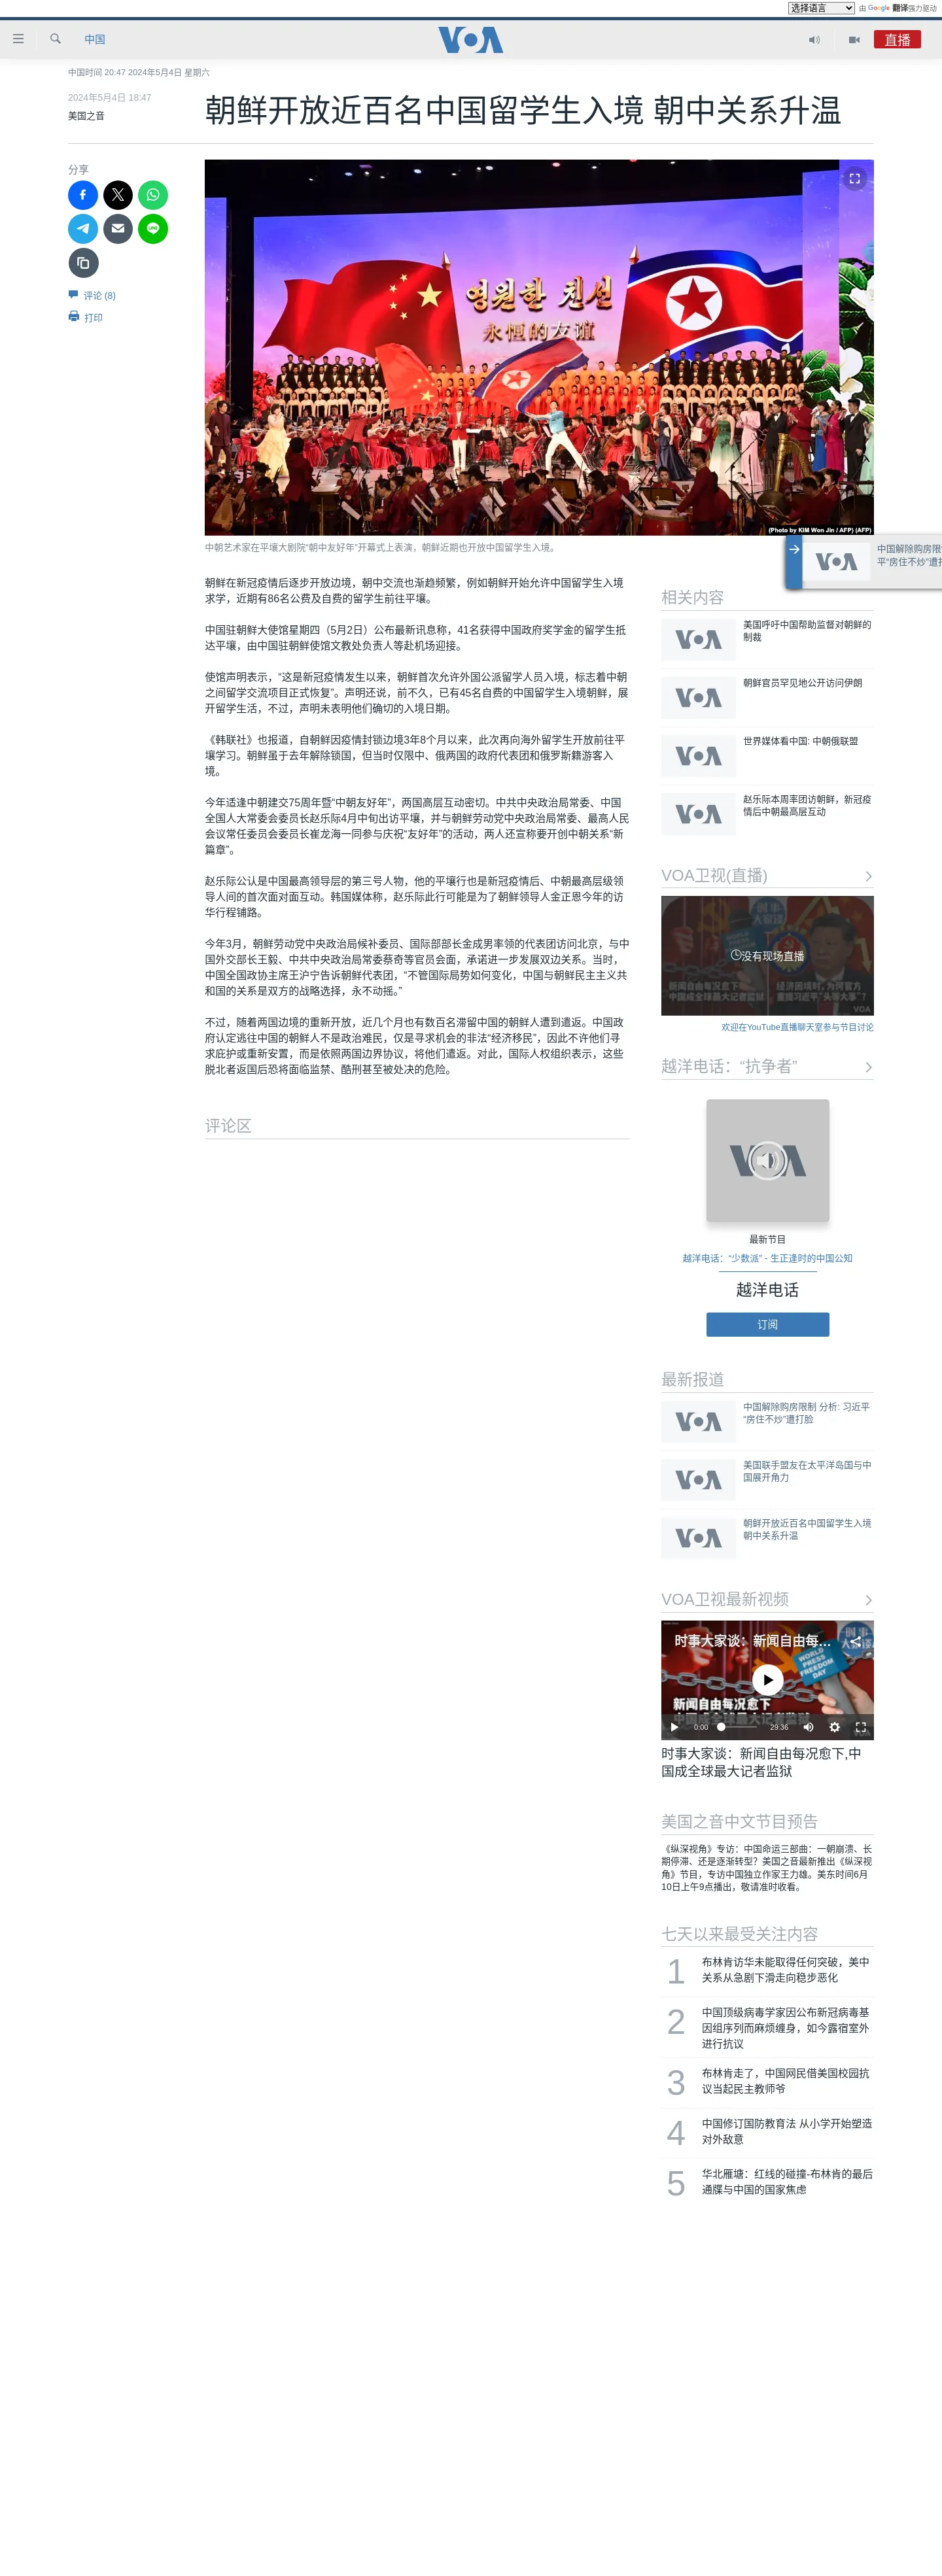 选择语言 由 Google 翻译强力驱动
中国
VOA
直播
中国时间 20:47 2024年5月4日 星期六
2024年5月4日 18:47
美国之音
朝鲜开放近百名中国留学生入境 朝中关系升温
分享
评论 (8)
打印
영원한 친선
永恒的友谊
(Photo by KIM Won Jin / AFP) (AFP)
中朝艺术家在平壤大剧院“朝中友好年”开幕式上表演，朝鲜近期也开放中国留学生入境。
朝鲜在新冠疫情后逐步开放边境，朝中交流也渐趋频繁，例如朝鲜开始允许中国留学生入境
求学，近期有86名公费及自费的留学生前往平壤。
中国驻朝鲜大使馆星期四（5月2日）公布最新讯息称，41名获得中国政府奖学金的留学生抵
达平壤，由中国驻朝鲜使馆文教处负责人等赴机场迎接。
使馆声明表示，“这是新冠疫情发生以来，朝鲜首次允许外国公派留学人员入境，标志着中朝
之间留学交流项目正式恢复”。声明还说，前不久，已有45名自费的中国留学生入境朝鲜，展
开留学生活，不过，声明未表明他们确切的入境日期。
《韩联社》也报道，自朝鲜因疫情封锁边境3年8个月以来，此次再向海外留学生开放前往平
壤学习。朝鲜虽于去年解除锁国，但当时仅限中、俄两国的政府代表团和俄罗斯籍游客入
境。
今年适逢中朝建交75周年暨“中朝友好年”，两国高层互动密切。中共中央政治局常委、中国
全国人大常委会委员长赵乐际4月中旬出访平壤，并与朝鲜劳动党中央政治局常委、最高人民
会议常任委员会委员长崔龙海一同参与庆祝“友好年”的活动，两人还宣称要开创中朝关系“新
篇章”。
赵乐际公认是中国最高领导层的第三号人物，他的平壤行也是新冠疫情后、中朝最高层级领
导人间的首次面对面互动。韩国媒体称，赵乐际此行可能是为了朝鲜领导人金正恩今年的访
华行程铺路。
今年3月，朝鲜劳动党中央政治局候补委员、国际部部长金成男率领的代表团访问北京，与中
国外交部长王毅、中共中央政治局常委蔡奇等官员会面，承诺进一步发展双边关系。当时，
中国全国政协主席王沪宁告诉朝鲜代表团，“不管国际局势如何变化，中国与朝鲜民主主义共
和国的关系是双方的战略选择，永不动摇。”
不过，随着两国边境的重新开放，近几个月也有数百名滞留中国的朝鲜人遭到遣返。中国政
府认定逃往中国的朝鲜人不是政治难民，仅是寻求机会的非法“经济移民”，因此不许他们寻
求庇护或重新安置，而是依照两国边界协议，将他们遣返。对此，国际人权组织表示，这些
脱北者返国后恐将面临监禁、酷刑甚至被处决的危险。
评论区
VOA
中国解除购房限
平“房住不炒”遭打
相关内容
VOA
美国呼吁中国帮助监督对朝鲜的
制裁
VOA
朝鲜官员罕见地公开访问伊朗
VOA
世界媒体看中国: 中朝俄联盟
VOA
赵乐际本周率团访朝鲜，新冠疫
情后中朝最高层互动
VOA卫视(直播)
没有现场直播
新闻自由每况愈下
中国成全球最大记者监狱
经济困境时, 为何官方
重提习近平“头等大事”?
VOA
欢迎在YouTube直播聊天室参与节目讨论
越洋电话：“抗争者”
VOA
最新节目
越洋电话：“少数派” - 生正逢时的中国公知
越洋电话
订阅
最新报道
VOA
中国解除购房限制 分析: 习近平
“房住不炒”遭打脸
VOA
美国联手盟友在太平洋岛国与中
国展开角力
VOA
朝鲜开放近百名中国留学生入境
朝中关系升温
VOA卫视最新视频
时事大家谈：新闻自由每...
WORLD
PRESS
FREEDOM
DAY
新闻自由每况愈下
中国成全球最大记者监狱
0:00
29:36
时事大家谈：新闻自由每况愈下,中
国成全球最大记者监狱
美国之音中文节目预告
《纵深视角》专访：中国命运三部曲：一朝崩溃、长
期停滞、还是逐渐转型？美国之音最新推出《纵深视
角》节目，专访中国独立作家王力雄。美东时间6月
10日上午9点播出，敬请准时收看。
七天以来最受关注内容
1
布林肯访华未能取得任何突破，美中
关系从急剧下滑走向稳步恶化
2
中国顶级病毒学家因公布新冠病毒基
因组序列而麻烦缠身，如今露宿室外
进行抗议
3
布林肯走了，中国网民借美国校园抗
议当起民主教师爷
4
中国修订国防教育法 从小学开始塑造
对外敌意
5
华北雁塘：红线的碰撞-布林肯的最后
通牒与中国的国家焦虑